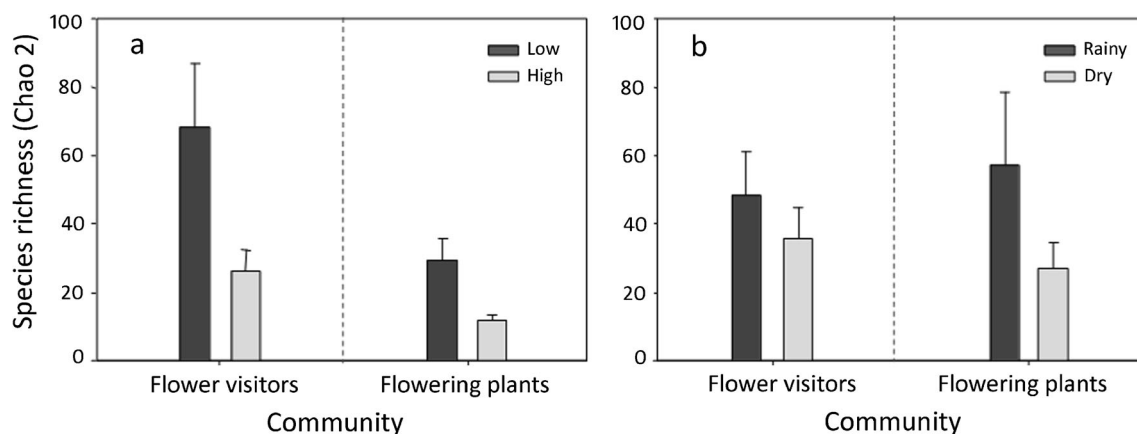 Species richness (Chao 2)
100
80
60
40
20
0
a
Low
High
Flower visitors
Flowering plants
Community
100
80
60
40
20
0
b
Rainy
Dry
Flower visitors
Flowering plants
Community